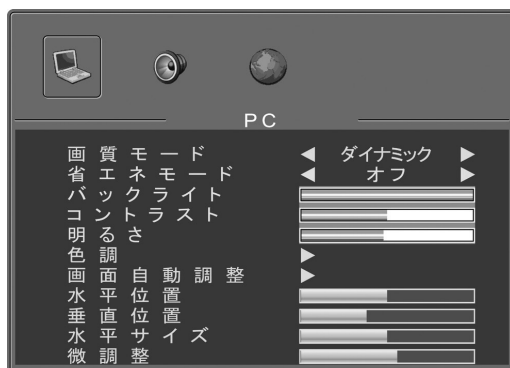 PC
画質モード ダイナミック
省エネモード オフ
バックライト
コントラスト
明るさ
色調
画面自動調整
水平位置
垂直位置
水平サイズ
微調整